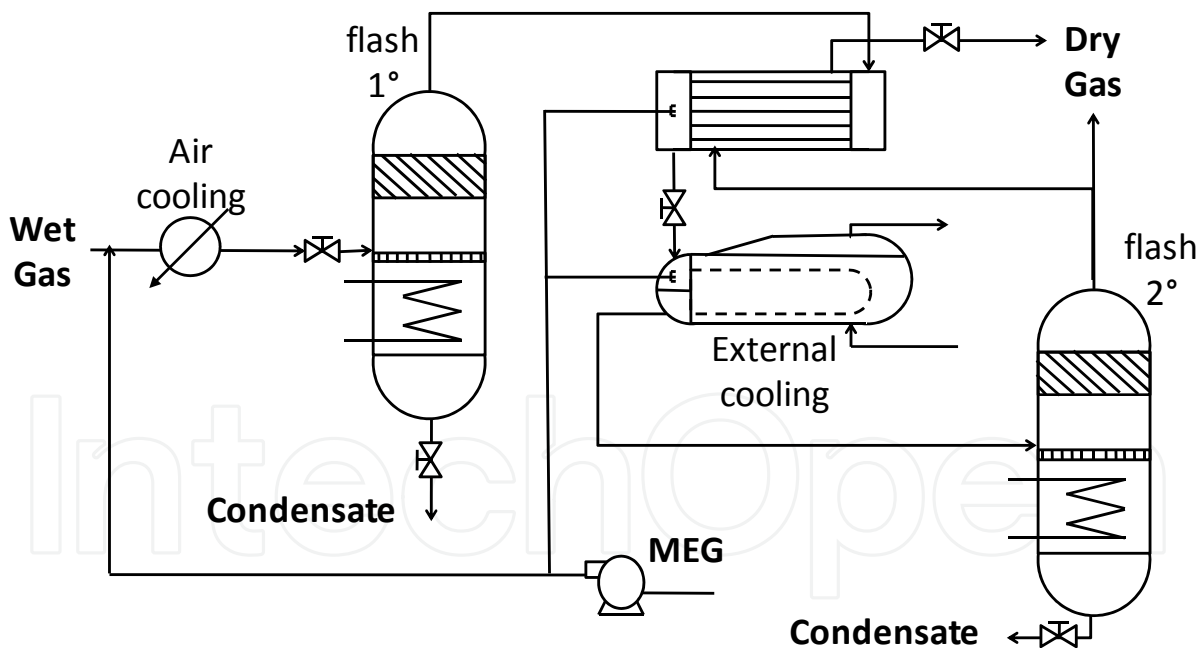 flash
1°
Dry
Gas
Air
cooling
Wet
Gas
flash
2°
External
cooling
Condensate
MEG
Condensate
IntechOpen